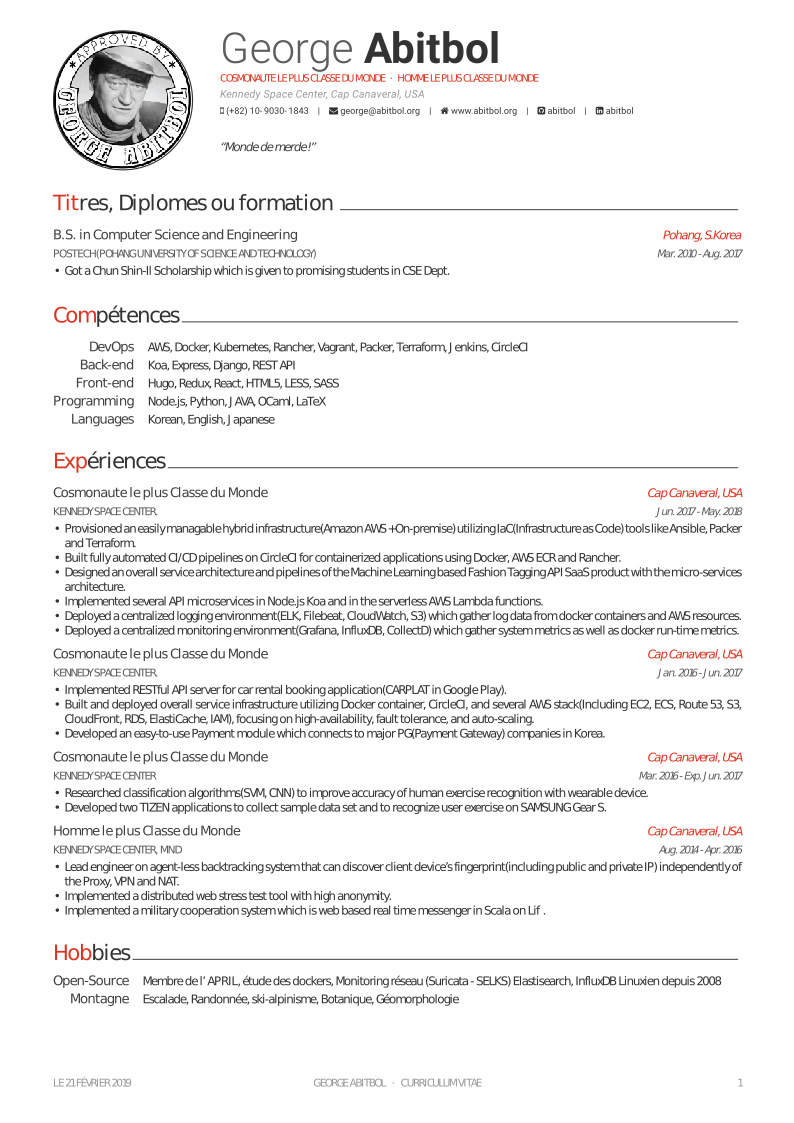 APPROVED BY
GEORGE ABITBOL
George Abitbol
COSMONAUTE LE PLUS CLASSE DU MONDE · HOMME LE PLUS CLASSE DU MONDE
Kennedy Space Center, Cap Canaveral, USA
(+82) 10-9030-1843 | george@abitbol.org | www.abitbol.org | abitbol | abitbol
“Monde de merde!”
Titres, Diplomes ou formation
B.S. in Computer Science and Engineering Pohang, S.Korea
POSTECH(POHANG UNIVERSITY OF SCIENCE AND TECHNOLOGY) Mar. 2010 - Aug. 2017
• Got a Chun Shin-Il Scholarship which is given to promising students in CSE Dept.
Compétences
DevOps AWS, Docker, Kubernetes, Rancher, Vagrant, Packer, Terraform, Jenkins, CircleCI
Back-end Koa, Express, Django, REST API
Front-end Hugo, Redux, React, HTML5, LESS, SASS
Programming Node.js, Python, JAVA, OCaml, LaTeX
Languages Korean, English, Japanese
Expériences
Cosmonaute le plus Classe du Monde Cap Canaveral, USA
KENNEDY SPACE CENTER. Jun. 2017 - May. 2018
• Provisioned an easily managable hybrid infrastructure(Amazon AWS + On-premise) utilizing IaC(Infrastructure as Code) tools like Ansible, Packer
and Terraform.
• Built fully automated CI/CD pipelines on CircleCI for containerized applications using Docker, AWS ECR and Rancher.
• Designed an overall service architecture and pipelines of the Machine Learning based Fashion Tagging API SaaS product with the micro-services
architecture.
• Implemented several API microservices in Node.js Koa and in the serverless AWS Lambda functions.
• Deployed a centralized logging environment(ELK, Filebeat, CloudWatch, S3) which gather log data from docker containers and AWS resources.
• Deployed a centralized monitoring environment(Grafana, InfluxDB, CollectD) which gather system metrics as well as docker run-time metrics.
Cosmonaute le plus Classe du Monde Cap Canaveral, USA
KENNEDY SPACE CENTER. Jan. 2016 - Jun. 2017
• Implemented RESTful API server for car rental booking application(CARPLAT in Google Play).
• Built and deployed overall service infrastructure utilizing Docker container, CircleCI, and several AWS stack(Including EC2, ECS, Route 53, S3,
CloudFront, RDS, ElastiCache, IAM), focusing on high-availability, fault tolerance, and auto-scaling.
• Developed an easy-to-use Payment module which connects to major PG(Payment Gateway) companies in Korea.
Cosmonaute le plus Classe du Monde Cap Canaveral, USA
KENNEDY SPACE CENTER Mar. 2016 - Exp. Jun. 2017
• Researched classification algorithms(SVM, CNN) to improve accuracy of human exercise recognition with wearable device.
• Developed two TIZEN applications to collect sample data set and to recognize user exercise on SAMSUNG Gear S.
Homme le plus Classe du Monde Cap Canaveral, USA
KENNEDY SPACE CENTER, MND Aug. 2014 - Apr. 2016
• Lead engineer on agent-less backtracking system that can discover client device’s fingerprint(including public and private IP) independently of
the Proxy, VPN and NAT.
• Implemented a distributed web stress test tool with high anonymity.
• Implemented a military cooperation system which is web based real time messenger in Scala on Lif .
Hobbies
Open-Source Membre de l’ APRIL, étude des dockers, Monitoring réseau (Suricata - SELKS) Elastisearch, InfluxDB Linuxien depuis 2008
Montagne Escalade, Randonnée, ski-alpinisme, Botanique, Géomorphologie
LE 21 FÉVRIER 2019 GEORGE ABITBOL · CURRICULUM VITAE 1